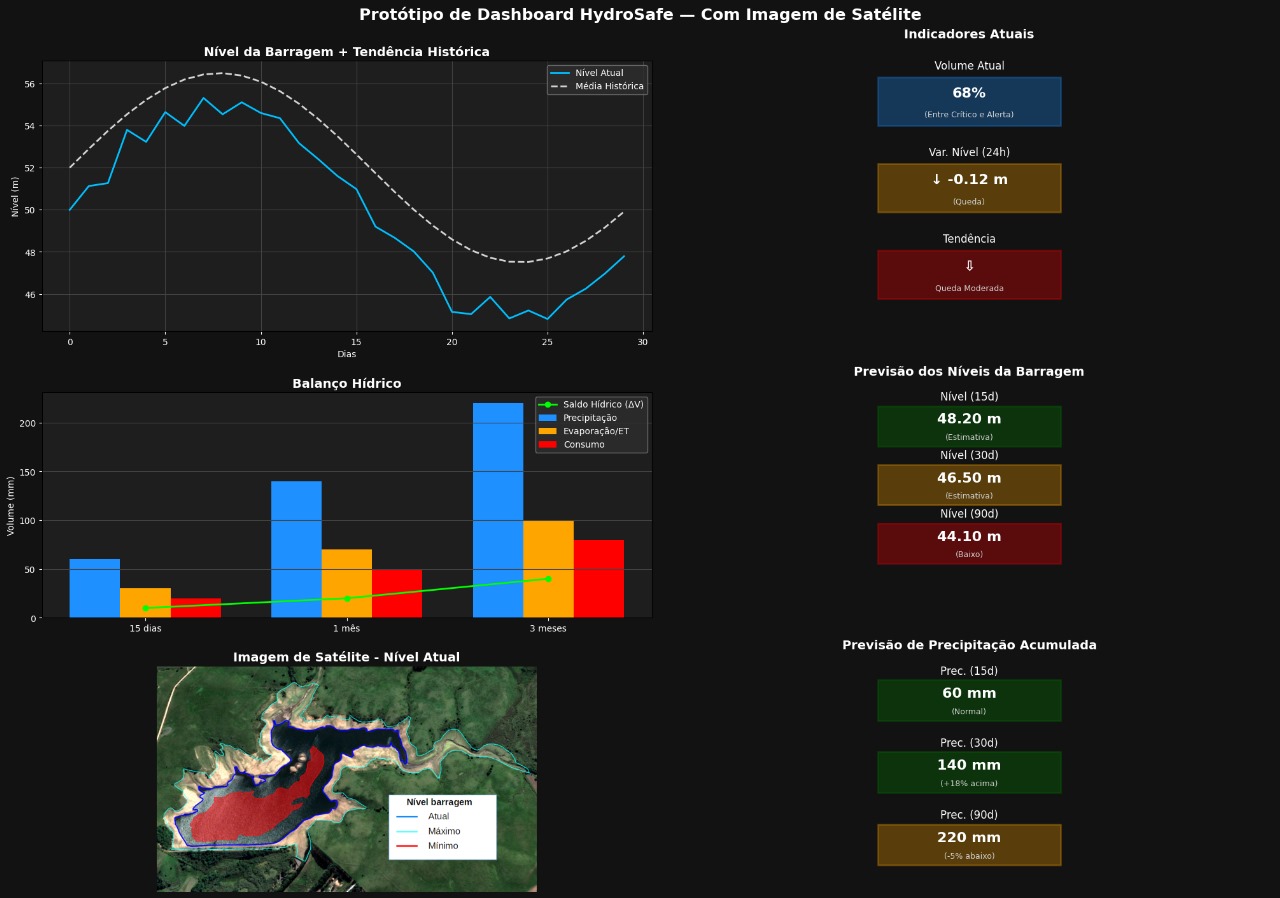 Protótipo de Dashboard HydroSafe — Com Imagem de Satélite
Nível da Barragem + Tendência Histórica
Nível Atual
Média Histórica
Nível (m)
56
54
52
50
48
46
0 5 10 15 20 25 30
Dias
Balanço Hídrico
Saldo Hídrico (ΔV)
Precipitação
Evaporação/ET
Consumo
Volume (mm)
200
150
100
50
0
15 dias 1 mês 3 meses
Imagem de Satélite - Nível Atual
Nível barragem
Atual
Máximo
Mínimo
Indicadores Atuais
Volume Atual
68%
(Entre Crítico e Alerta)
Var. Nível (24h)
↓ -0.12 m
(Queda)
Tendência
⇩
Queda Moderada
Previsão dos Níveis da Barragem
Nível (15d)
48.20 m
(Estimativa)
Nível (30d)
46.50 m
(Estimativa)
Nível (90d)
44.10 m
(Baixo)
Previsão de Precipitação Acumulada
Prec. (15d)
60 mm
(Normal)
Prec. (30d)
140 mm
(+18% acima)
Prec. (90d)
220 mm
(-5% abaixo)